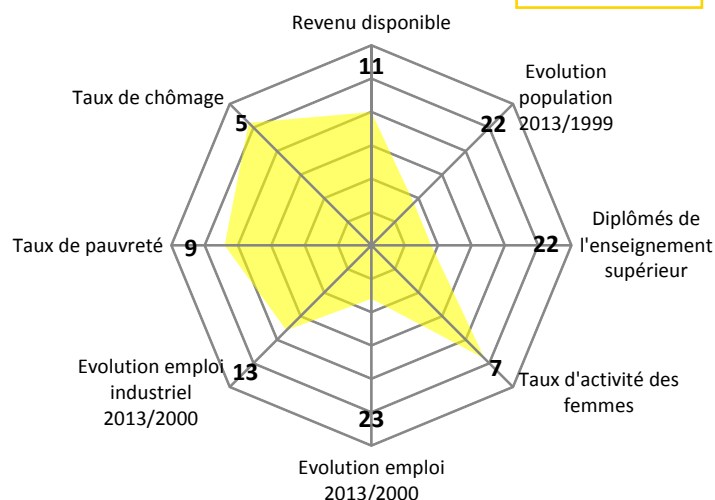 Revenu disponible
11
Evolution
population
2013/1999
22
Diplômés de
l'enseignement
supérieur
22
Taux d'activité des
femmes
7
Evolution emploi
2013/2000
23
Evolution emploi
industriel
2013/2000
13
Taux de pauvreté
9
Taux de chômage
5